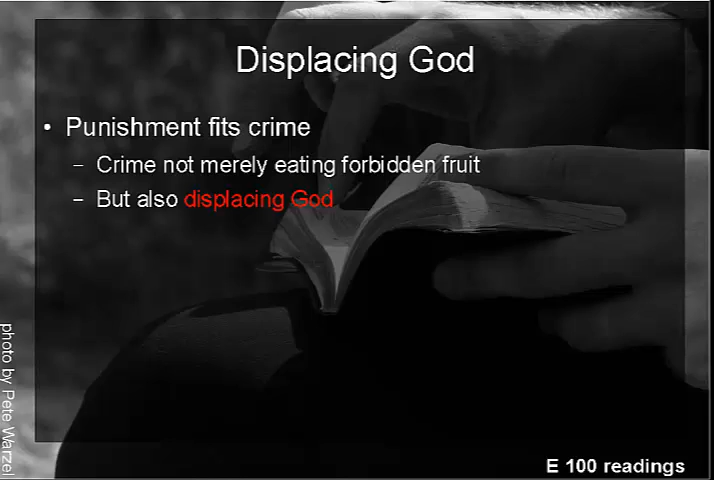 Displacing God
• Punishment fits crime
– Crime not merely eating forbidden fruit
– But also displacing God
photo by Pete Warzel
E 100 readings